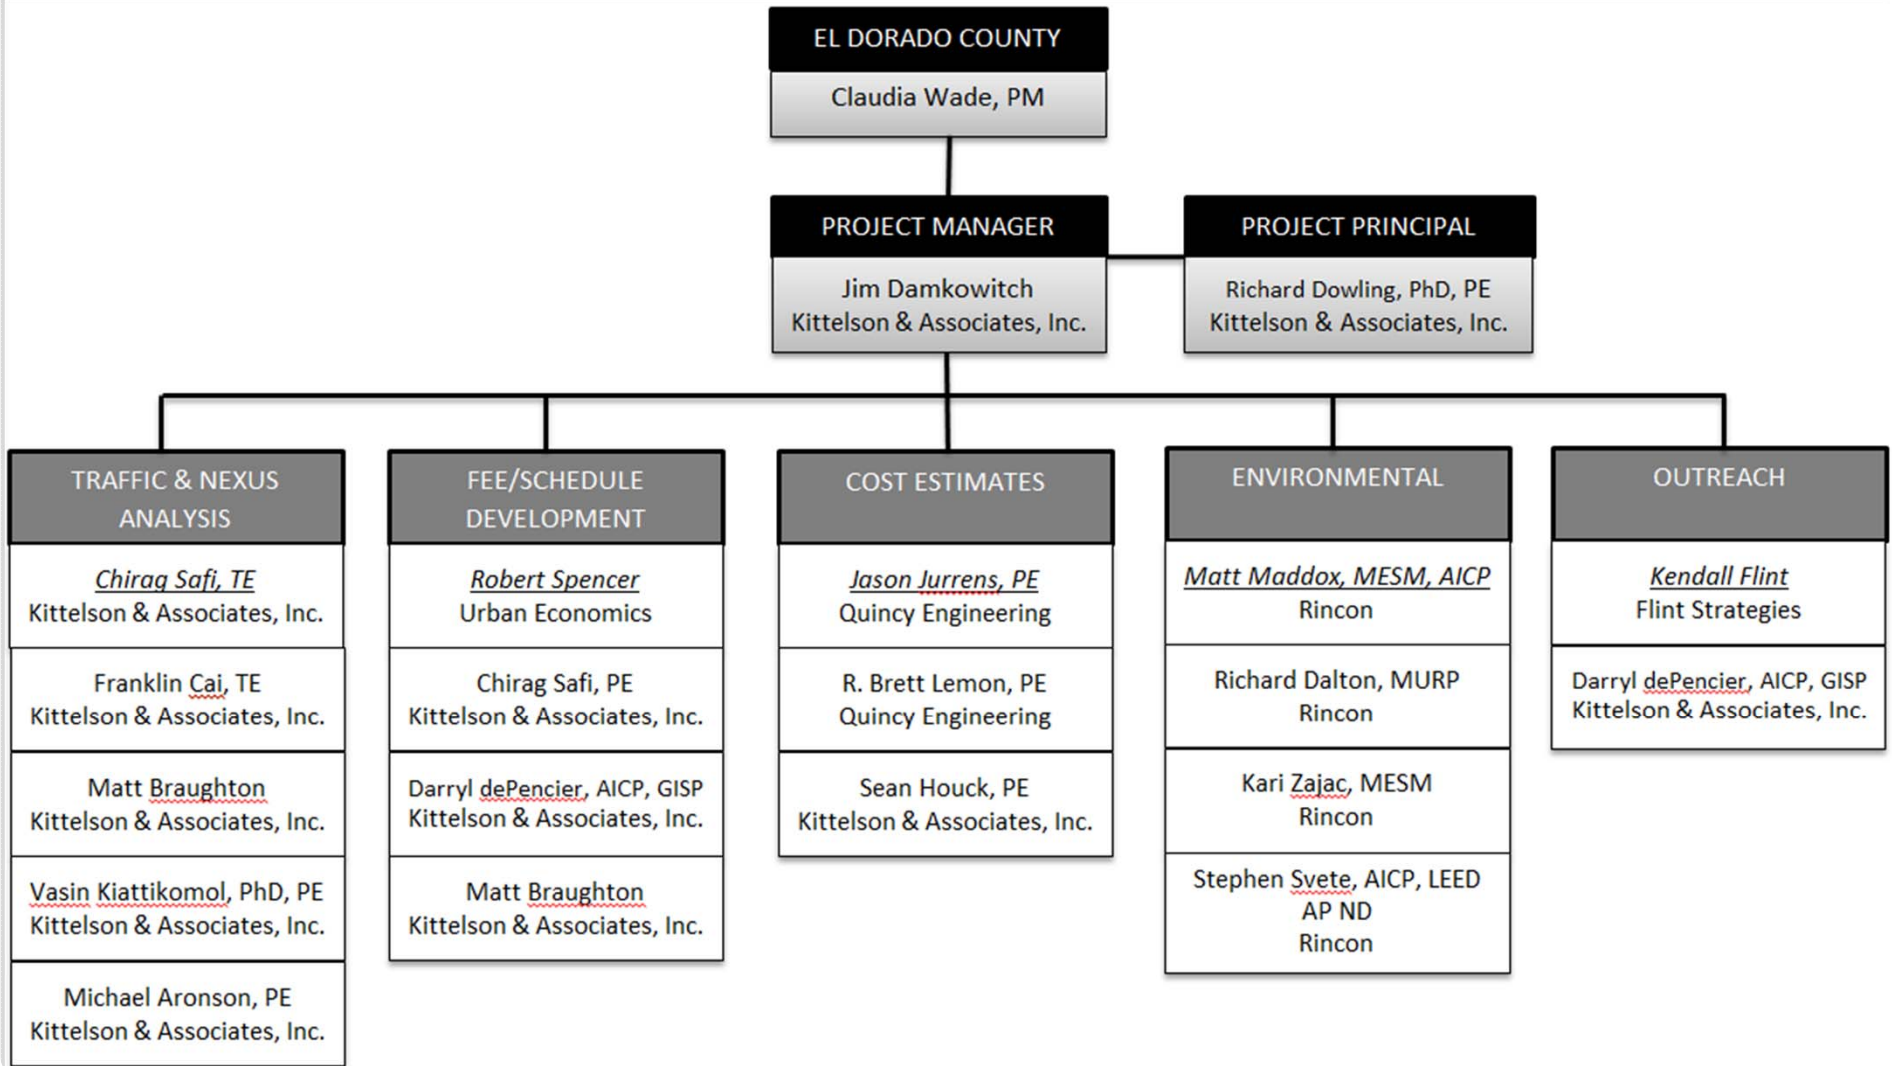 EL DORADO COUNTY
Claudia Wade, PM
PROJECT MANAGER
Jim Damkowitch
Kittelson & Associates, Inc.
PROJECT PRINCIPAL
Richard Dowling, PhD, PE
Kittelson & Associates, Inc.
TRAFFIC & NEXUS
ANALYSIS
Chirag Safi, TE
Kittelson & Associates, Inc.
Franklin Cai, TE
Kittelson & Associates, Inc.
Matt Braughton
Kittelson & Associates, Inc.
Vasin Kiattikomol, PhD, PE
Kittelson & Associates, Inc.
Michael Aronson, PE
Kittelson & Associates, Inc.
FEE/SCHEDULE
DEVELOPMENT
Robert Spencer
Urban Economics
Chirag Safi, PE
Kittelson & Associates, Inc.
Darryl dePencier, AICP, GISP
Kittelson & Associates, Inc.
Matt Braughton
Kittelson & Associates, Inc.
COST ESTIMATES
Jason Jurrens, PE
Quincy Engineering
R. Brett Lemon, PE
Quincy Engineering
Sean Houck, PE
Kittelson & Associates, Inc.
ENVIRONMENTAL
Matt Maddox, MESM, AICP
Rincon
Richard Dalton, MURP
Rincon
Kari Zajac, MESM
Rincon
Stephen Svete, AICP, LEED
AP ND
Rincon
OUTREACH
Kendall Flint
Flint Strategies
Darryl dePencier, AICP, GISP
Kittelson & Associates, Inc.